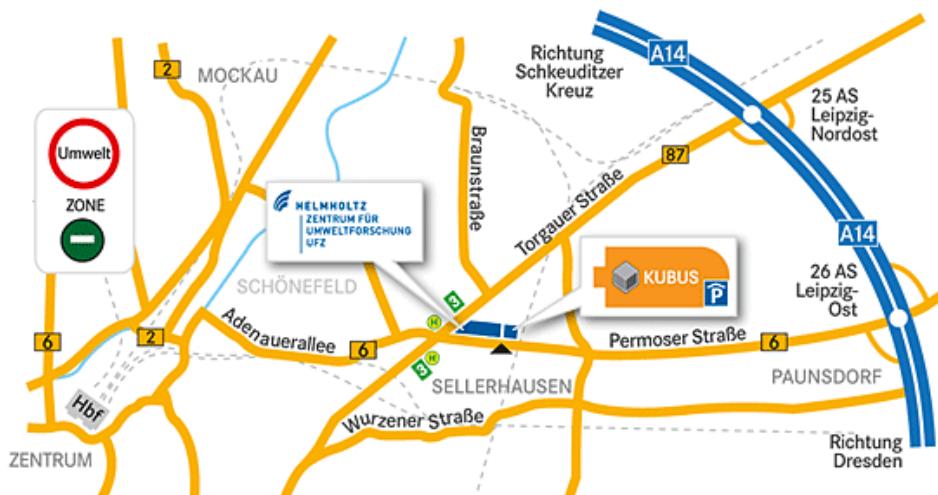 2
MOCKAU
Umwelt
ZONE
Richtung
Schkeuditzer
Kreuz
A14
25 AS
Leipzig-
Nordost
87
Braunstraße
Torgauer Straße
HELMHOLTZ
ZENTRUM FÜR
UMWELTFORSCHUNG
UFZ
KUBUS
P
A14
26 AS
Leipzig-
Ost
SCHÖNEFELD
3
H
Adenauerallee
6
2
6
Permoser Straße
6
H
3
SELLERHAUSEN
PAUNSDORF
Hbf
Wurzener Straße
ZENTRUM
Richtung
Dresden